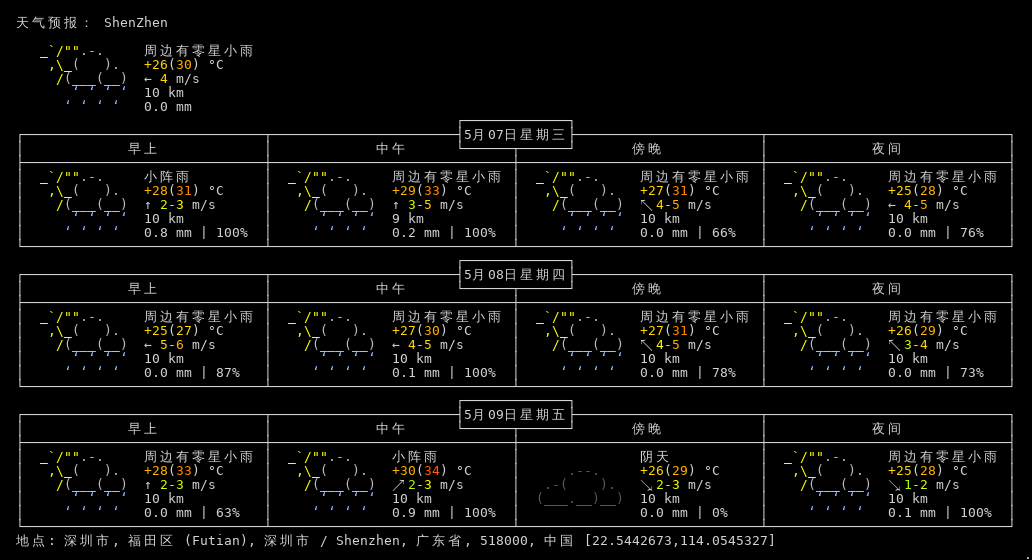 天气预报： ShenZhen
周边有零星小雨
+26(30) °C
← 4 m/s
10 km
0.0 mm
5月07日星期三
早上 中午 傍晚 夜间
小阵雨 周边有零星小雨 周边有零星小雨 周边有零星小雨
+28(31) °C +29(33) °C +27(31) °C +25(28) °C
↑ 2-3 m/s ↑ 3-5 m/s ↖ 4-5 m/s ← 4-5 m/s
10 km 9 km 10 km 10 km
0.8 mm | 100% 0.2 mm | 100% 0.0 mm | 66% 0.0 mm | 76%
5月08日星期四
早上 中午 傍晚 夜间
周边有零星小雨 周边有零星小雨 周边有零星小雨 周边有零星小雨
+25(27) °C +27(30) °C +27(31) °C +26(29) °C
← 5-6 m/s ← 4-5 m/s ↖ 4-5 m/s ↖ 3-4 m/s
10 km 10 km 10 km 10 km
0.0 mm | 87% 0.1 mm | 100% 0.0 mm | 78% 0.0 mm | 73%
5月09日星期五
早上 中午 傍晚 夜间
周边有零星小雨 小阵雨 阴天 周边有零星小雨
+28(33) °C +30(34) °C +26(29) °C +25(28) °C
↑ 2-3 m/s ↗ 2-3 m/s ↘ 2-3 m/s ↘ 1-2 m/s
10 km 10 km 10 km 10 km
0.0 mm | 63% 0.9 mm | 100% 0.0 mm | 0% 0.1 mm | 100%
地点: 深圳市, 福田区 (Futian), 深圳市 / Shenzhen, 广东省, 518000, 中国 [22.5442673,114.0545327]